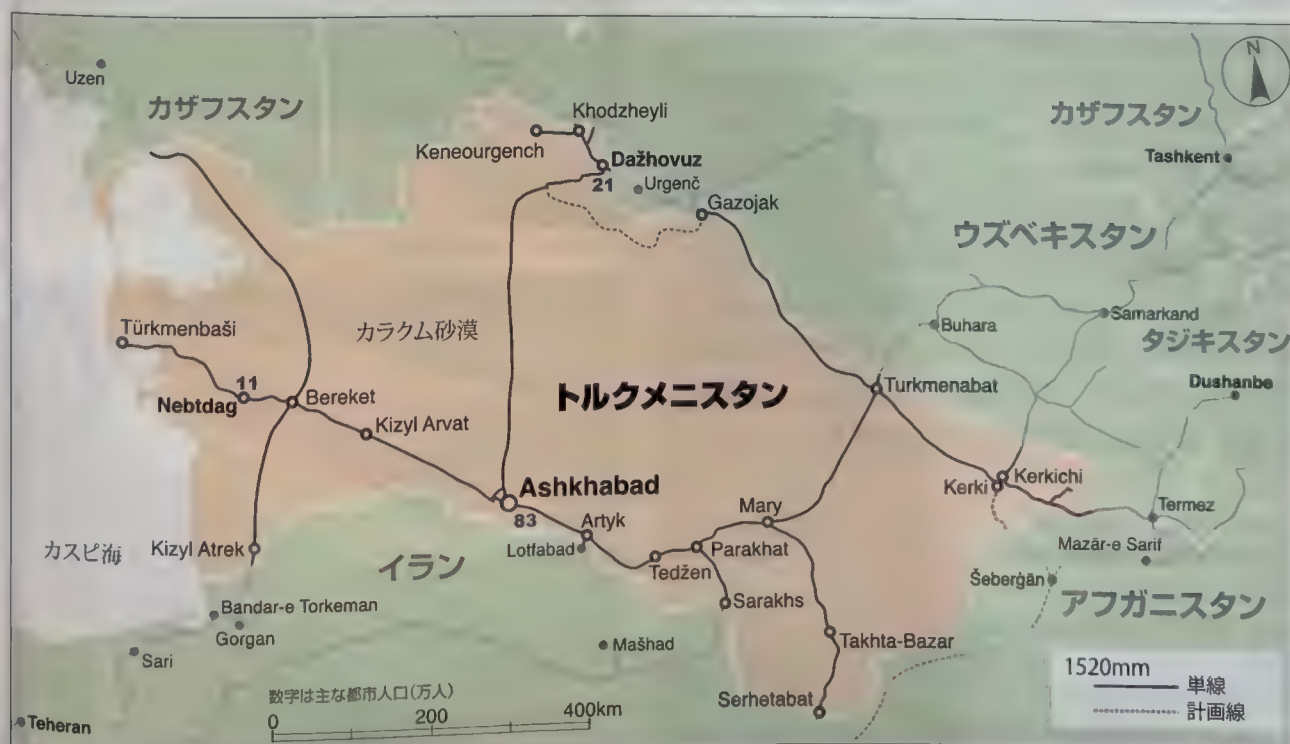 Uzen
カザフスタン
Khodzheyli
Keneourgench
Dažhovuz
21
Urgenč
Gazojak
N
カザフスタン
Tashkent
ウズベキスタン
Buhara
Samarkand
タジキスタン
Dushanbe
Türkmenbaši
カラクム砂漠
11
Nebtdag
Bereket
Kizyl Arvat
トルクメニスタン
Turkmenabat
Ashkhabad
83
Kerki
Kerkichi
Termez
Mazār-e Sarif
Šeberġān
アフガニスタン
カスピ海
Kizyl Atrek
イラン
Artyk
Lotfabad
Mary
Tedžen
Parakhat
Sarakhs
Takhta-Bazar
Serhetabat
Bandar-e Torkeman
Gorgan
Sari
Mašhad
Teheran
数字は主な都市人口(万人)
0 200 400km
1520mm
単線
計画線